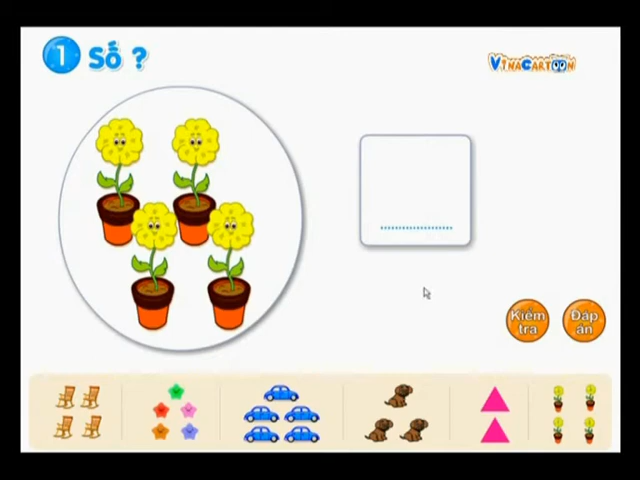 1 Số ?
VINACARTOON
Kiểm
tra
Đáp
án